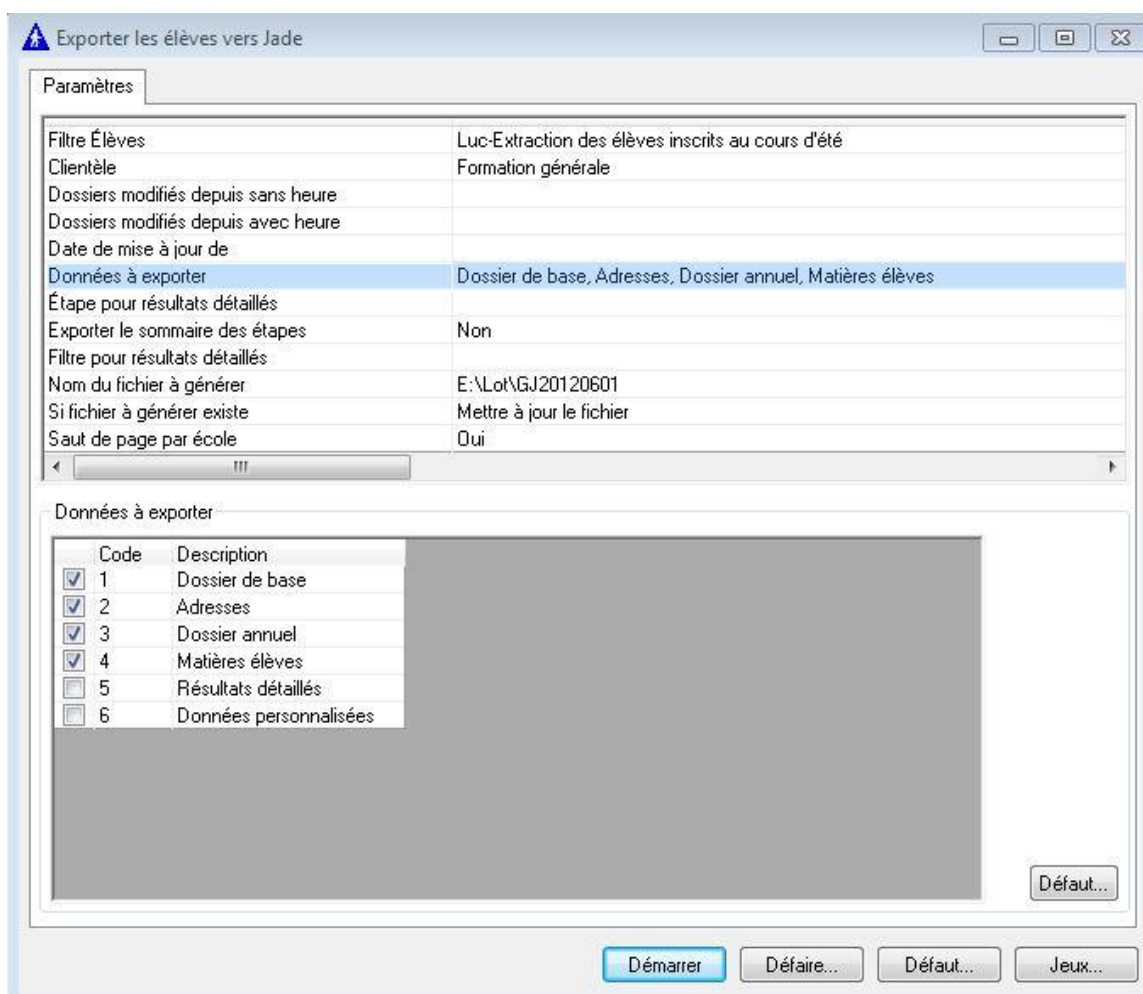 Exporter les élèves vers Jade
Paramètres
Filtre Élèves Luc-Extraction des élèves inscrits au cours d'été
Clientèle Formation générale
Dossiers modifiés depuis sans heure
Dossiers modifiés depuis avec heure
Date de mise à jour de
Données à exporter Dossier de base, Adresses, Dossier annuel, Matières élèves
Étape pour résultats détaillés
Exporter le sommaire des étapes Non
Filtre pour résultats détaillés
Nom du fichier à générer E:\Lot\GJ20120601
Si fichier à générer existe Mettre à jour le fichier
Saut de page par école Oui
Données à exporter
Code Description
1 Dossier de base
2 Adresses
3 Dossier annuel
4 Matières élèves
5 Résultats détaillés
6 Données personnalisées
Défaut...
Démarrer Défaire... Défaut... Jeux...